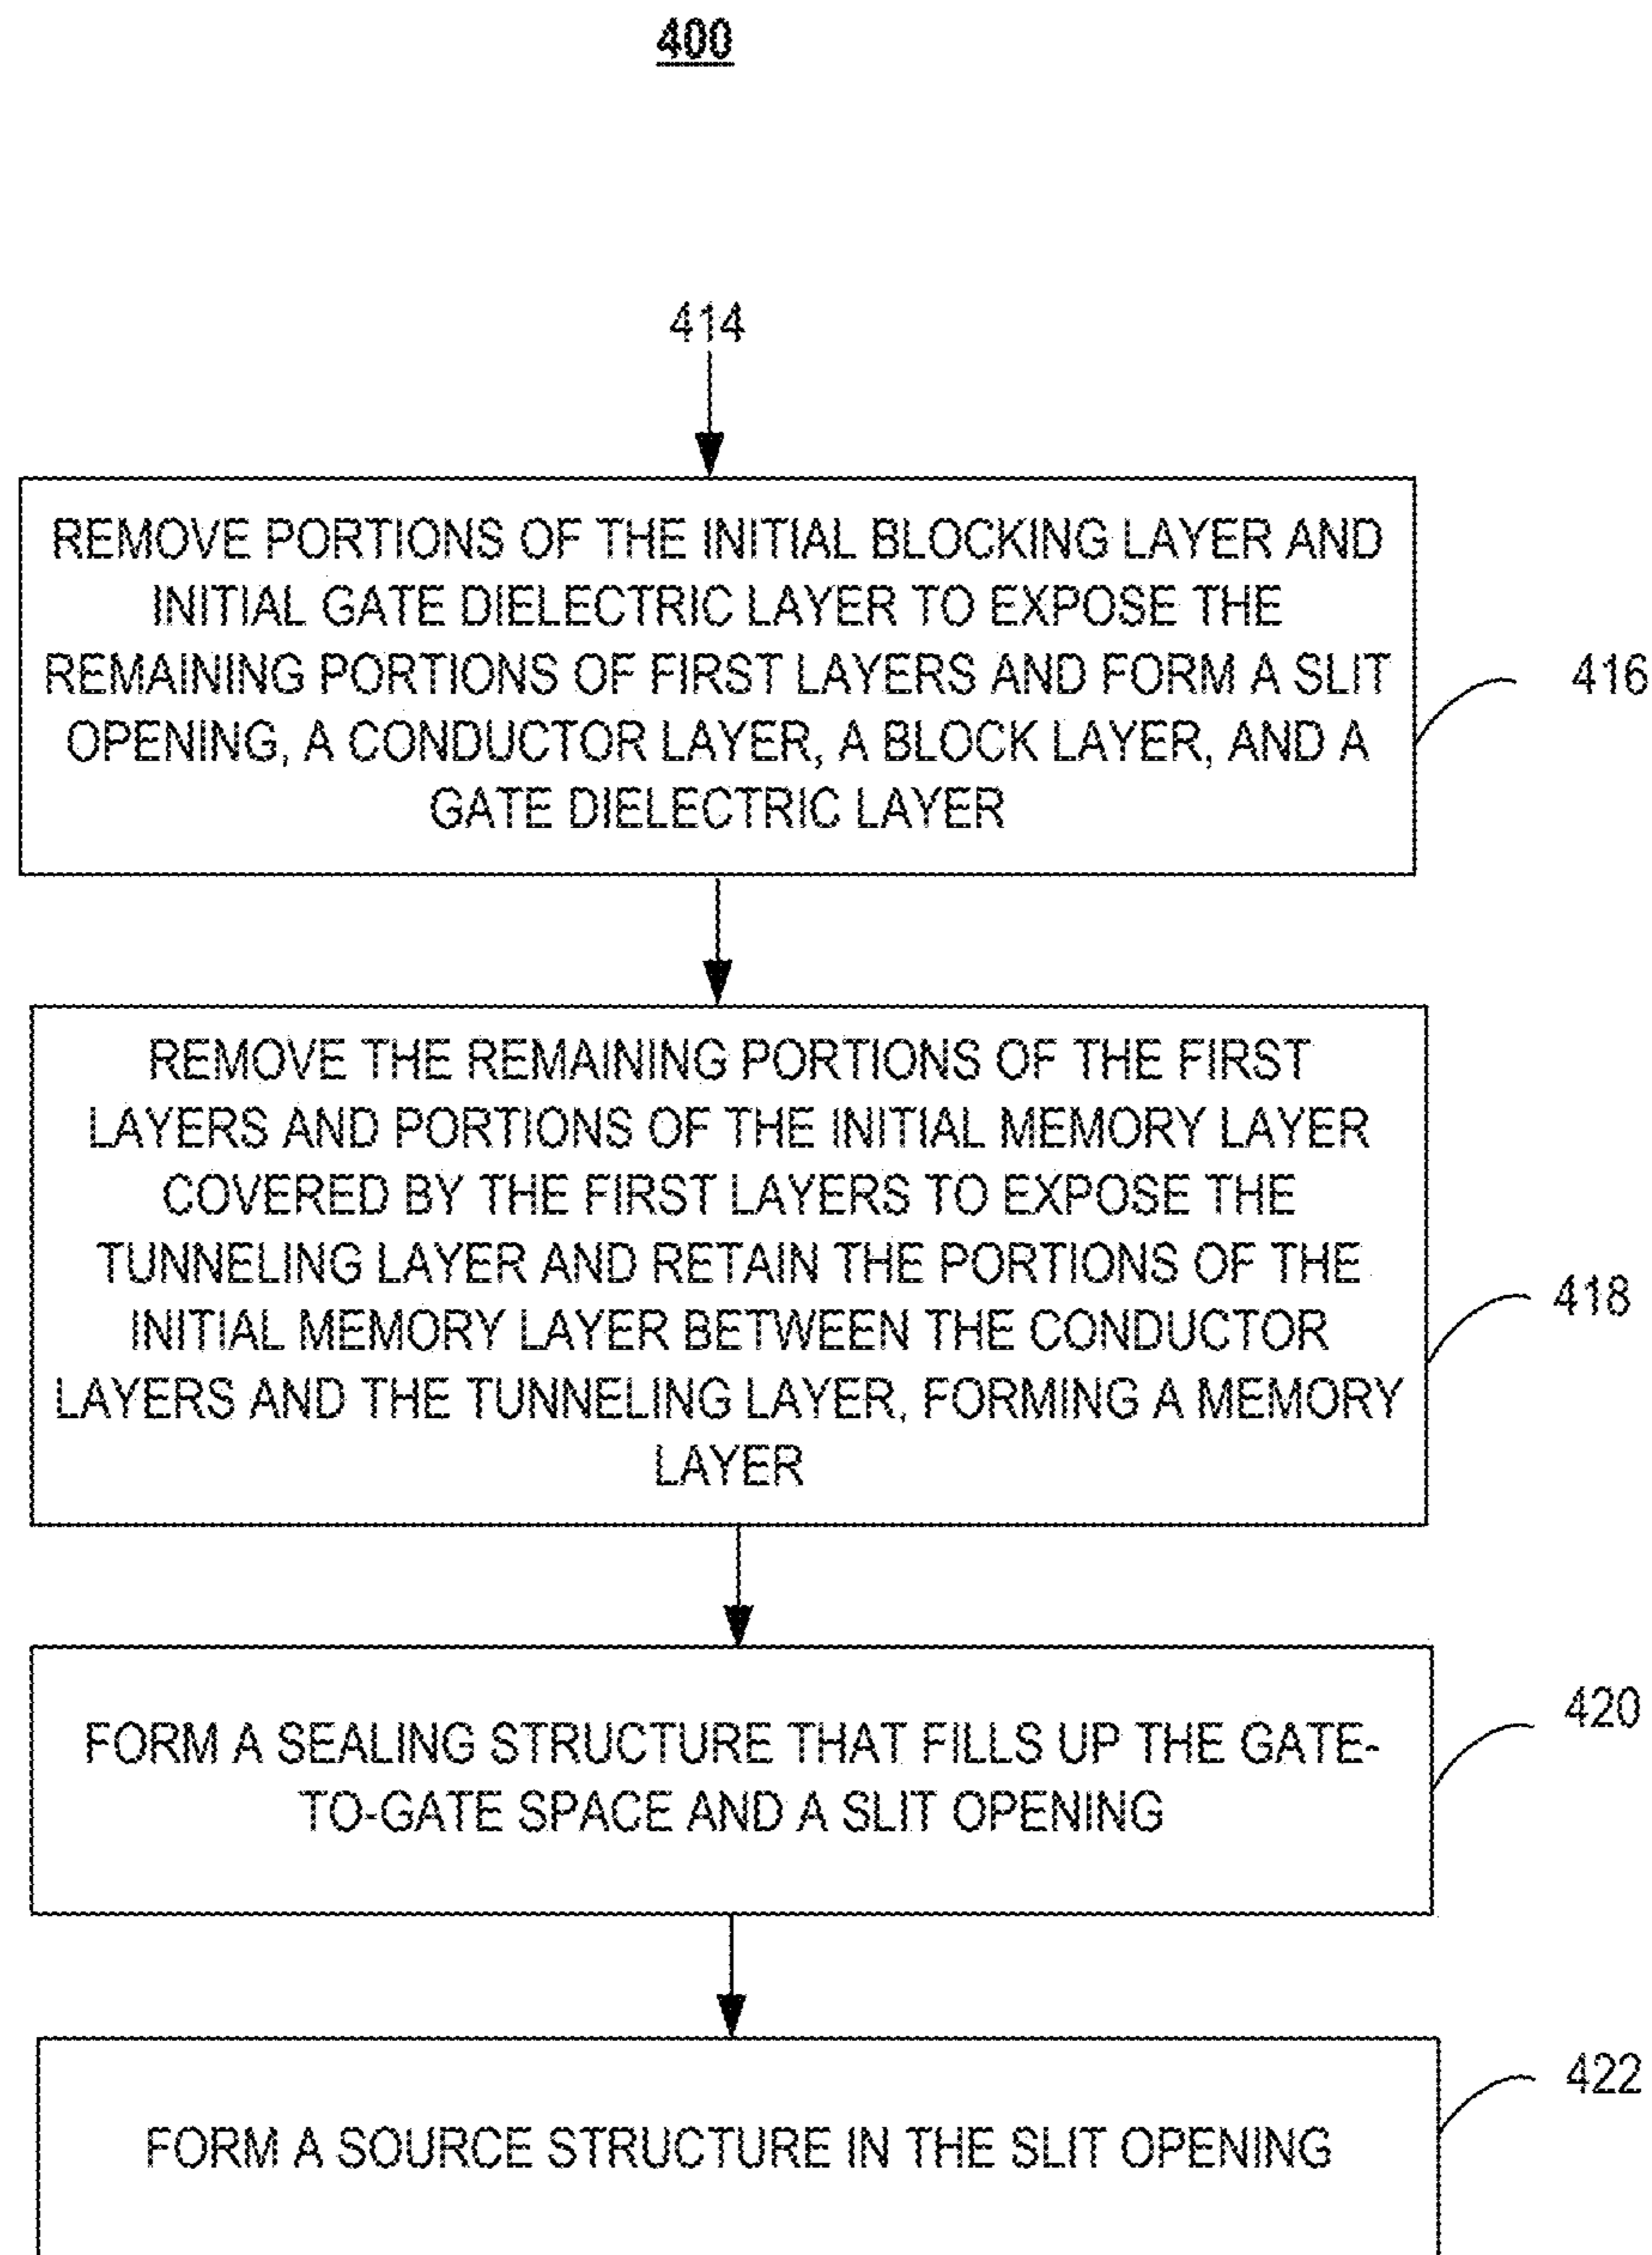 400
414
REMOVE PORTIONS OF THE INITIAL BLOCKING LAYER AND
INITIAL GATE DIELECTRIC LAYER TO EXPOSE THE
REMAINING PORTIONS OF FIRST LAYERS AND FORM A SLIT
OPENING, A CONDUCTOR LAYER, A BLOCK LAYER, AND A
GATE DIELECTRIC LAYER
416
REMOVE THE REMAINING PORTIONS OF THE FIRST
LAYERS AND PORTIONS OF THE INITIAL MEMORY LAYER
COVERED BY THE FIRST LAYERS TO EXPOSE THE
TUNNELING LAYER AND RETAIN THE PORTIONS OF THE
INITIAL MEMORY LAYER BETWEEN THE CONDUCTOR
LAYERS AND THE TUNNELING LAYER, FORMING A MEMORY
LAYER
418
FORM A SEALING STRUCTURE THAT FILLS UP THE GATE-
TO-GATE SPACE AND A SLIT OPENING
420
FORM A SOURCE STRUCTURE IN THE SLIT OPENING
422